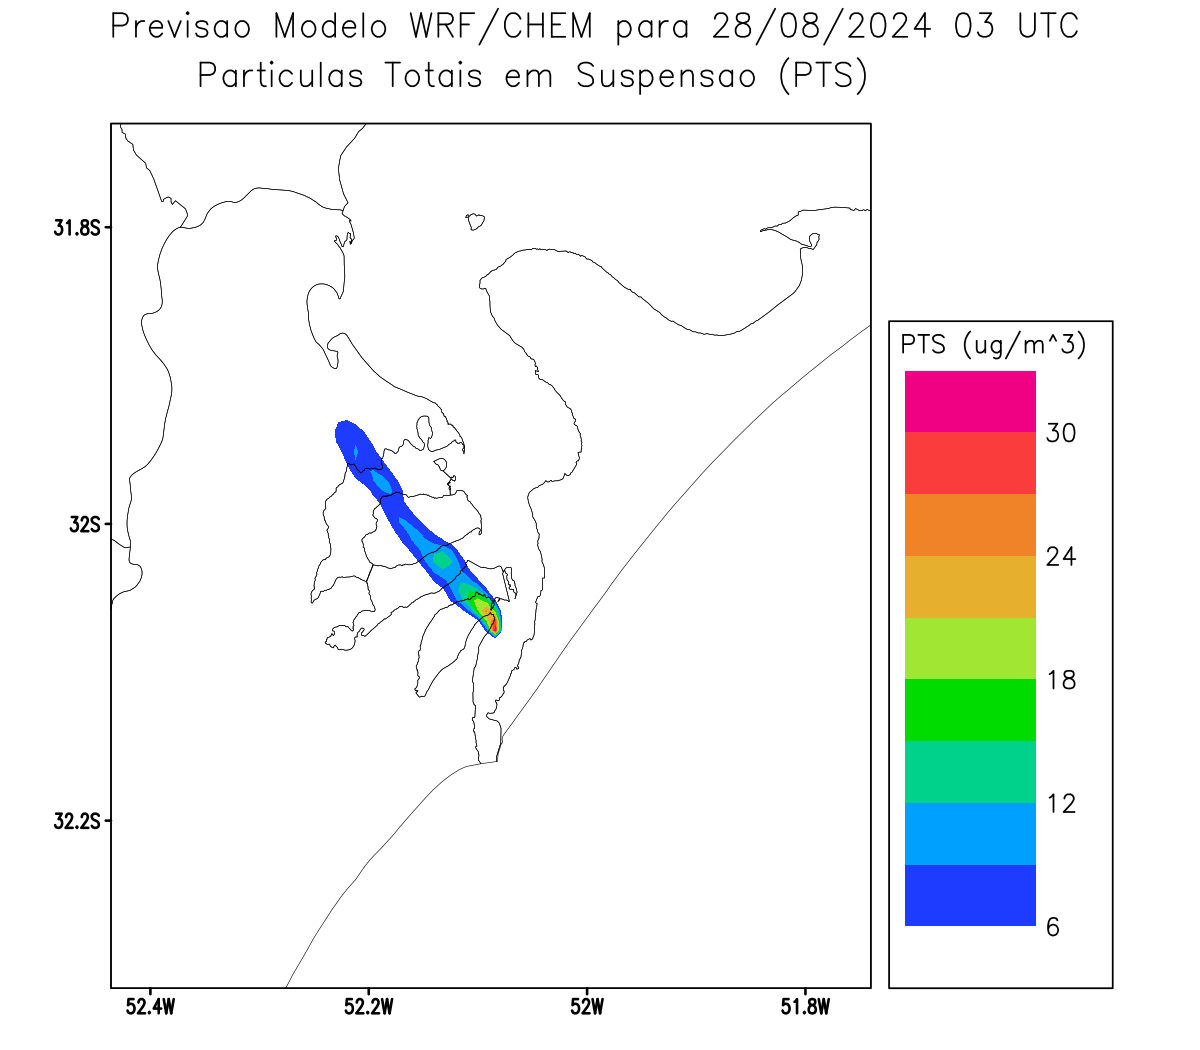 Previsao Modelo WRF/CHEM para 28/08/2024 03 UTC
Particulas Totais em Suspensao (PTS)
31.8S
32S
32.2S
52.4W 52.2W 52W 51.8W
PTS (ug/m^3)
30
24
18
12
6